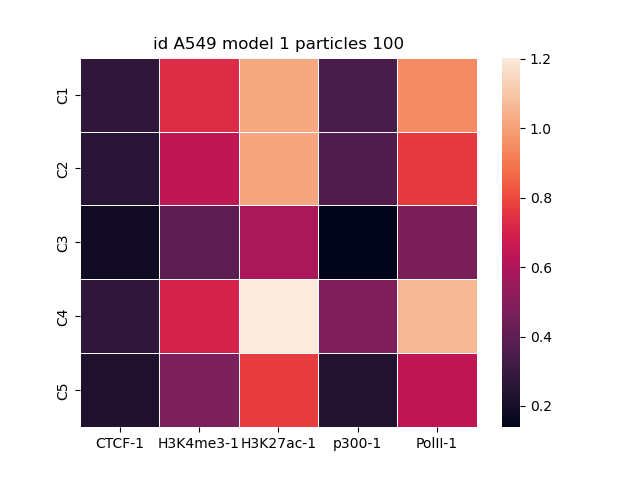 id A549 model 1 particles 100
C1
C2
C3
C4
C5
CTCF-1 H3K4me3-1 H3K27ac-1 p300-1 PolII-1
1.2
1.0
0.8
0.6
0.4
0.2